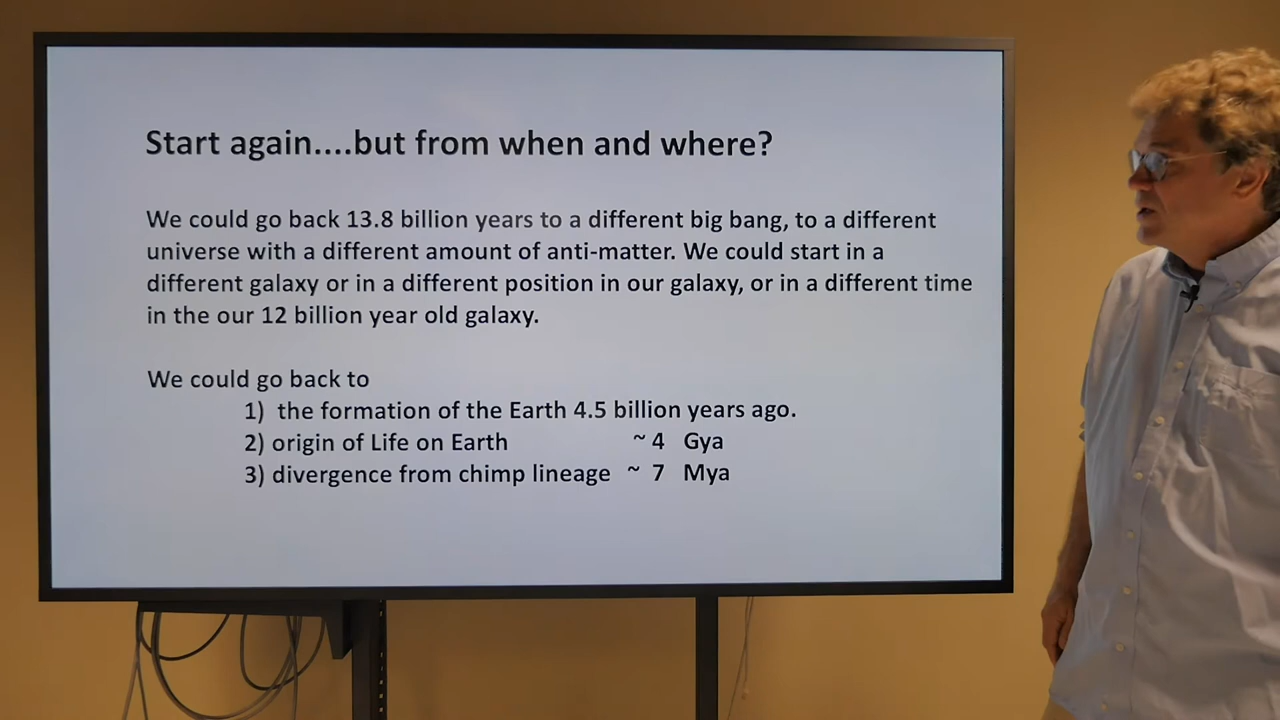 Start again....but from when and where?
We could go back 13.8 billion years to a different big bang, to a different
universe with a different amount of anti-matter. We could start in a
different galaxy or in a different position in our galaxy, or in a different time
in the our 12 billion year old galaxy.
We could go back to
1) the formation of the Earth 4.5 billion years ago.
2) origin of Life on Earth ~ 4 Gya
3) divergence from chimp lineage ~ 7 Mya